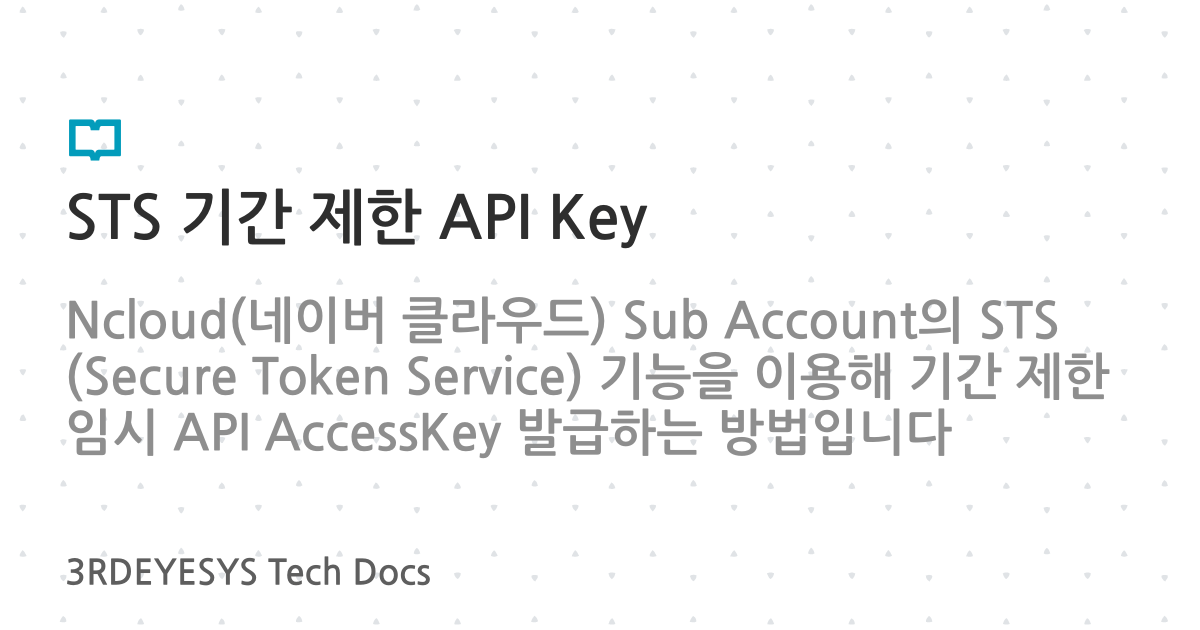 STS 기간 제한 API Key
Ncloud(네이버 클라우드) Sub Account의 STS
(Secure Token Service) 기능을 이용해 기간 제한
임시 API AccessKey 발급하는 방법입니다
3RDEYESYS Tech Docs